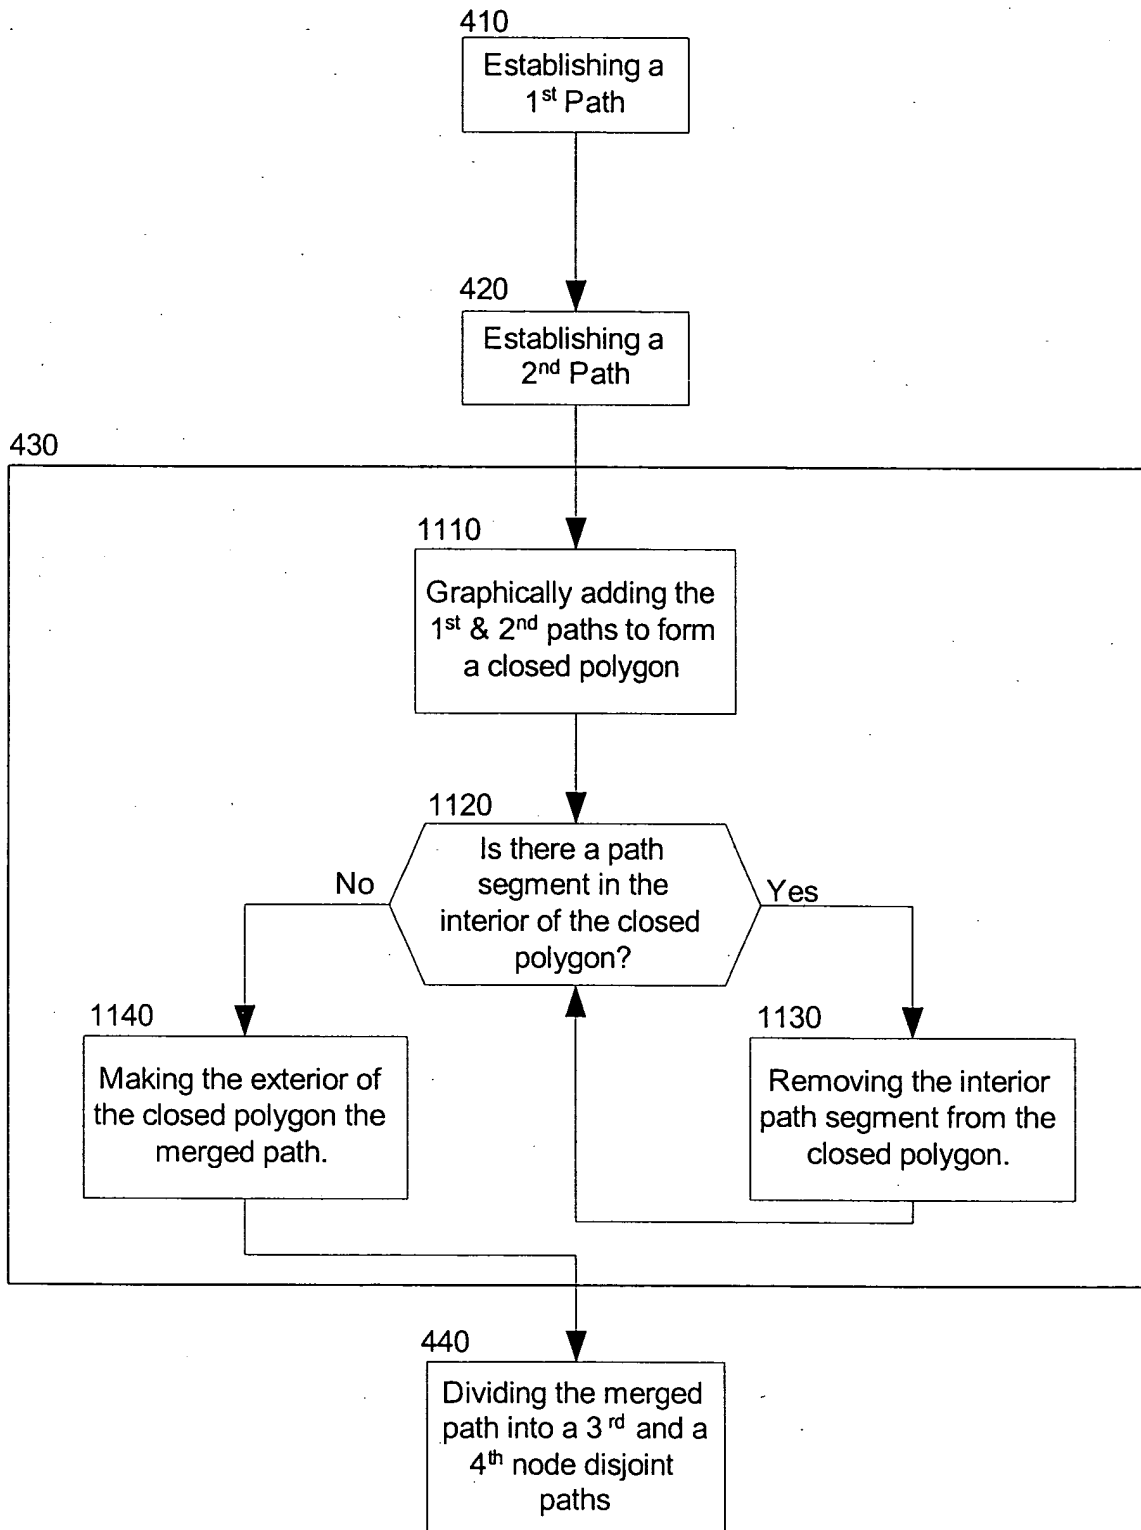 410
Establishing a
1st Path
420
Establishing a
2nd Path
430
1110
Graphically adding the
1st & 2nd paths to form
a closed polygon
1120
Is there a path
segment in the
interior of the closed
polygon?
No
Yes
1140
Making the exterior of
the closed polygon the
merged path.
1130
Removing the interior
path segment from the
closed polygon.
440
Dividing the merged
path into a 3rd and a
4th node disjoint
paths